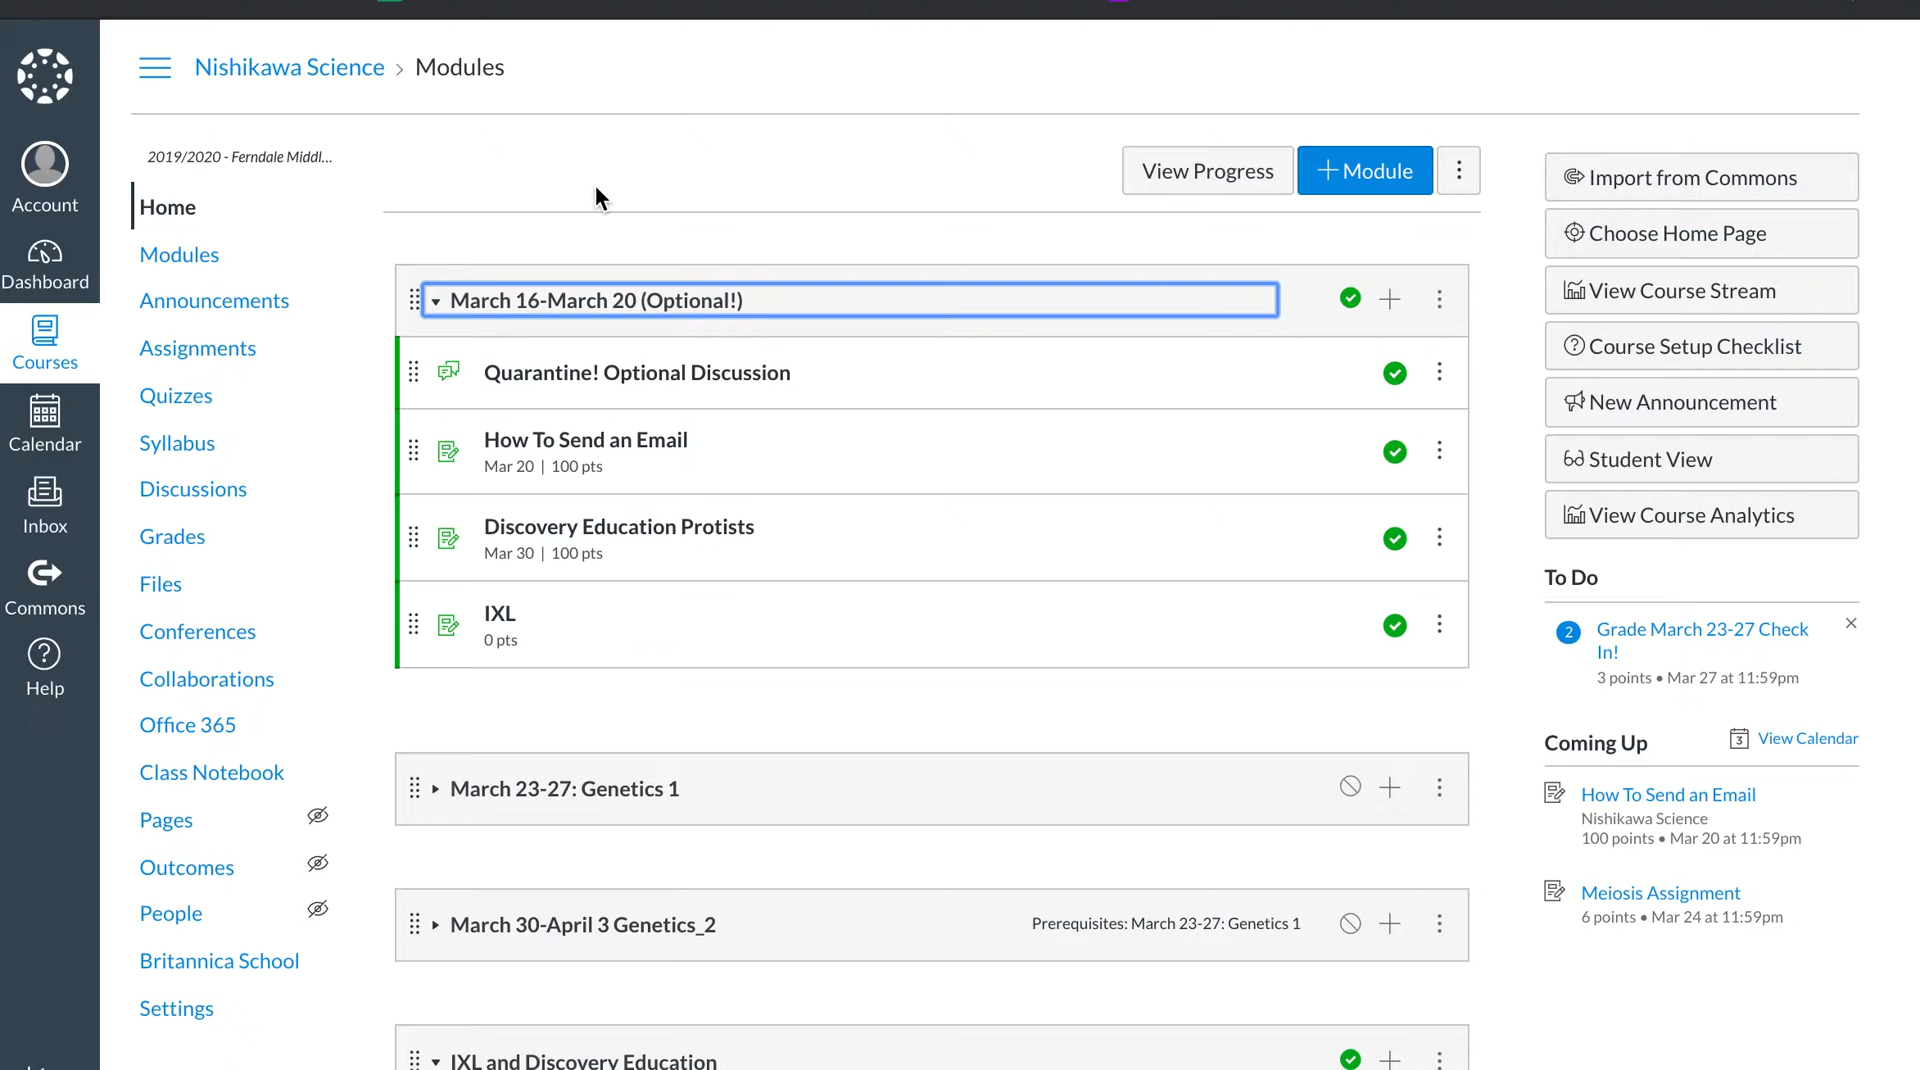 Nishikawa Science > Modules
Account
Dashboard
Courses
Calendar
Inbox
Commons
Help
2019/2020 - Ferndale Middl...
Home
Modules
Announcements
Assignments
Quizzes
Syllabus
Discussions
Grades
Files
Conferences
Collaborations
Office 365
Class Notebook
Pages
Outcomes
People
Britannica School
Settings
View Progress
+ Module
March 16-March 20 (Optional!)
Quarantine! Optional Discussion
How To Send an Email
Mar 20 | 100 pts
Discovery Education Protists
Mar 30 | 100 pts
IXL
0 pts
March 23-27: Genetics 1
March 30-April 3 Genetics_2
Prerequisites: March 23-27: Genetics 1
IXL and Discovery Education
Import from Commons
Choose Home Page
View Course Stream
Course Setup Checklist
New Announcement
Student View
View Course Analytics
To Do
2
Grade March 23-27 Check
In!
3 points • Mar 27 at 11:59pm
Coming Up
3 View Calendar
How To Send an Email
Nishikawa Science
100 points • Mar 20 at 11:59pm
Meiosis Assignment
6 points • Mar 24 at 11:59pm